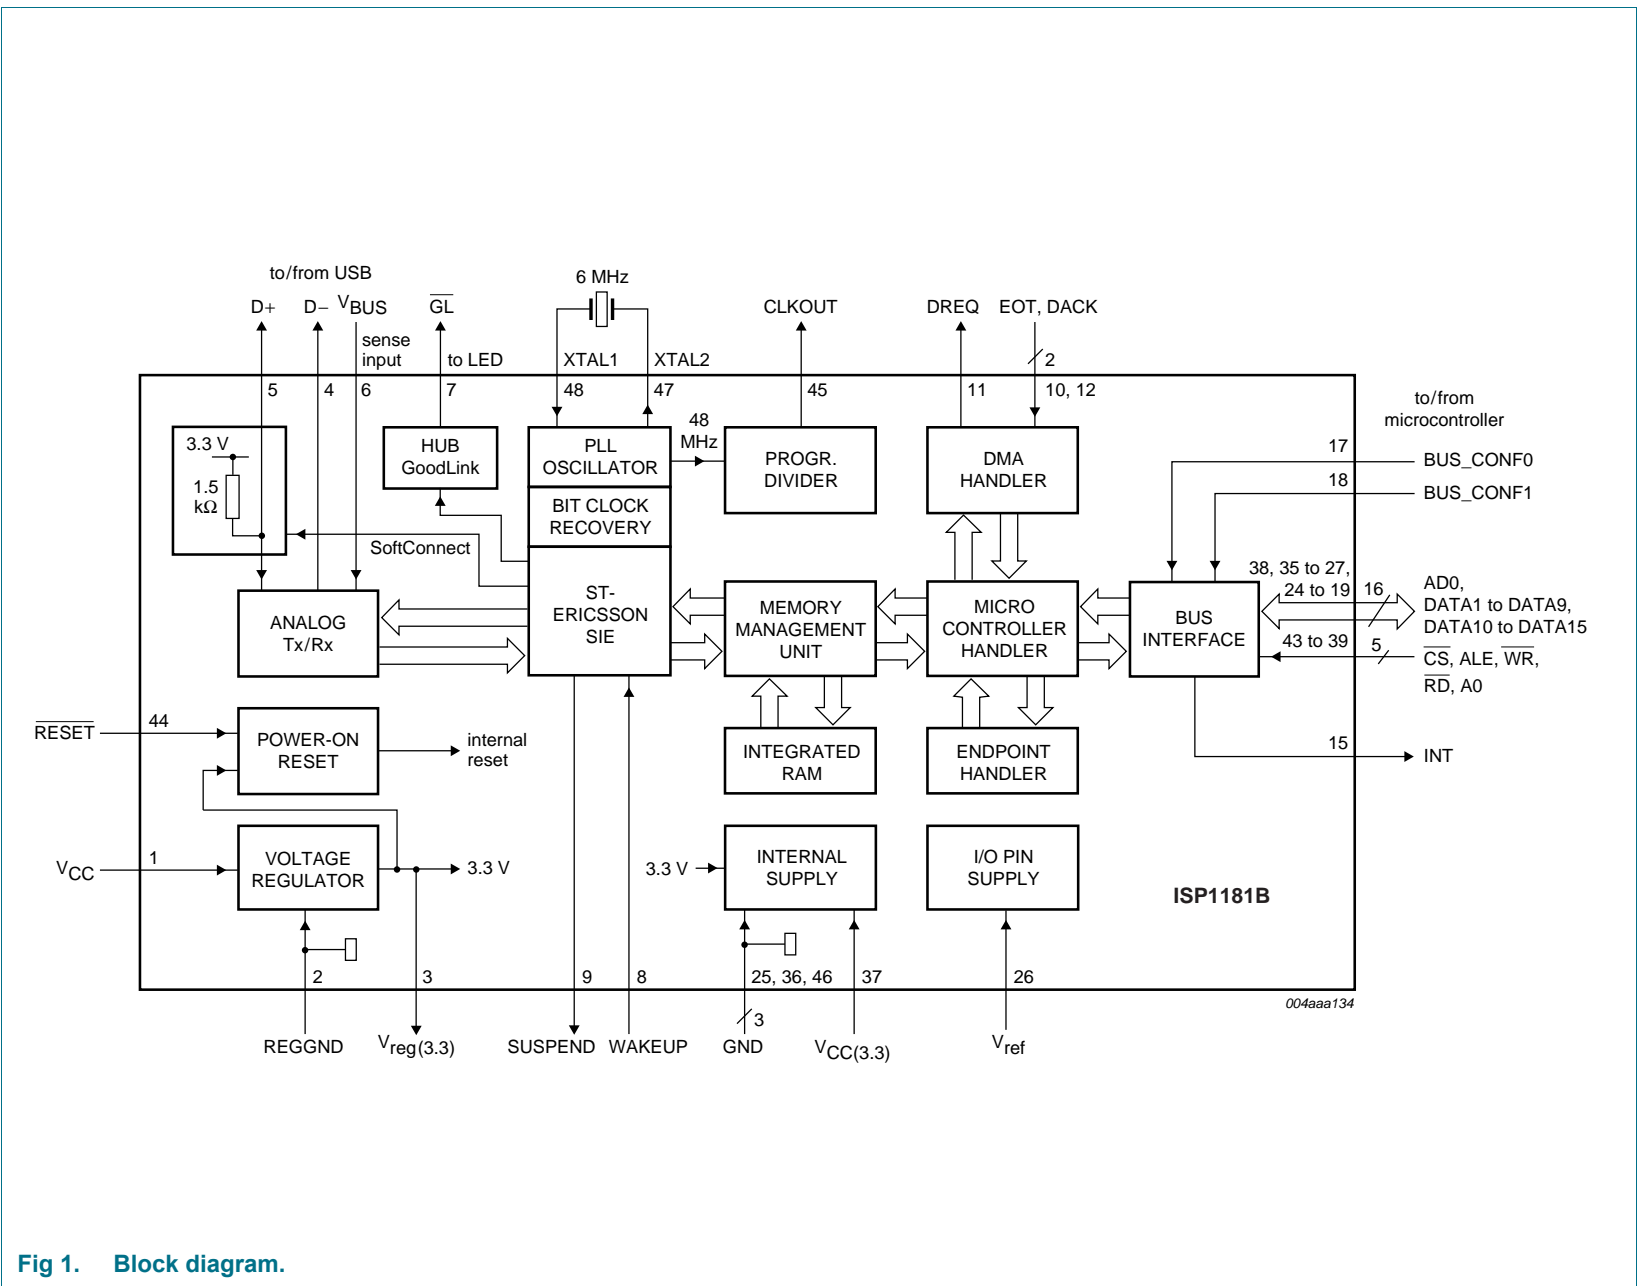 to/from USB
D+
D−
VBUS
sense
input
GL
to LED
6 MHz
XTAL1
XTAL2
CLKOUT
DREQ
EOT, DACK
2
5
4
6
7
48
47
45
11
10, 12
to/from
microcontroller
3.3 V
1.5
kΩ
HUB
GoodLink
PLL
OSCILLATOR
48
MHz
PROGR.
DIVIDER
DMA
HANDLER
17
BUS_CONF0
18
BUS_CONF1
BIT CLOCK
RECOVERY
SoftConnect
ANALOG
Tx/Rx
ST-
ERICSSON
SIE
MEMORY
MANAGEMENT
UNIT
MICRO
CONTROLLER
HANDLER
BUS
INTERFACE
38, 35 to 27,
24 to 19
16
AD0,
DATA1 to DATA9,
DATA10 to DATA15
43 to 39
5
CS, ALE, WR,
RD, A0
RESET
44
POWER-ON
RESET
internal
reset
INTEGRATED
RAM
ENDPOINT
HANDLER
15
INT
VCC
1
VOLTAGE
REGULATOR
3.3 V
3.3 V
INTERNAL
SUPPLY
I/O PIN
SUPPLY
ISP1181B
2
3
9
8
25, 36, 46
37
26
004aaa134
3
REGGND
Vreg(3.3)
SUSPEND
WAKEUP
GND
VCC(3.3)
Vref
Fig 1. Block diagram.